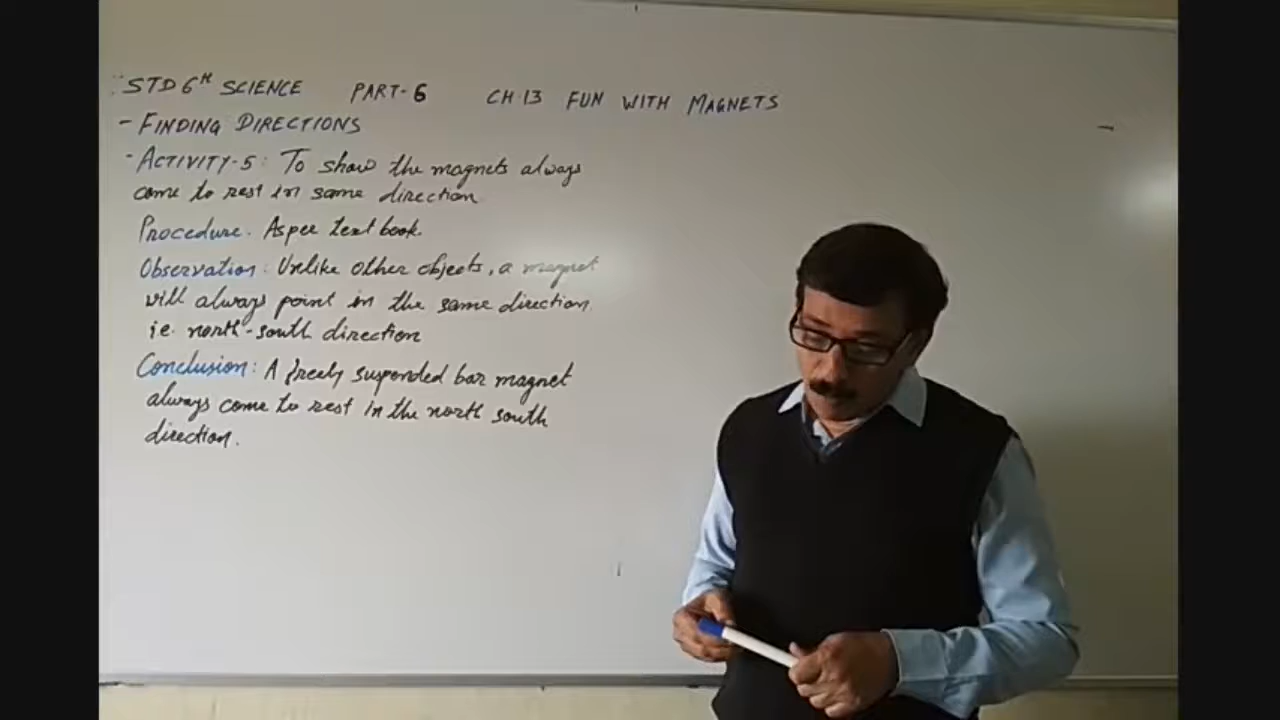 STD 6th SCIENCE PART-6 CH 13 FUN WITH MAGNETS
- FINDING DIRECTIONS
- ACTIVITY-5: To show the magnets always
come to rest in same direction
Procedure. As per text book.
Observation: Unlike other objects, a magnet
will always point in the same direction.
i.e. north-south direction
Conclusion: A freely suspended bar magnet
always come to rest in the north south
direction.